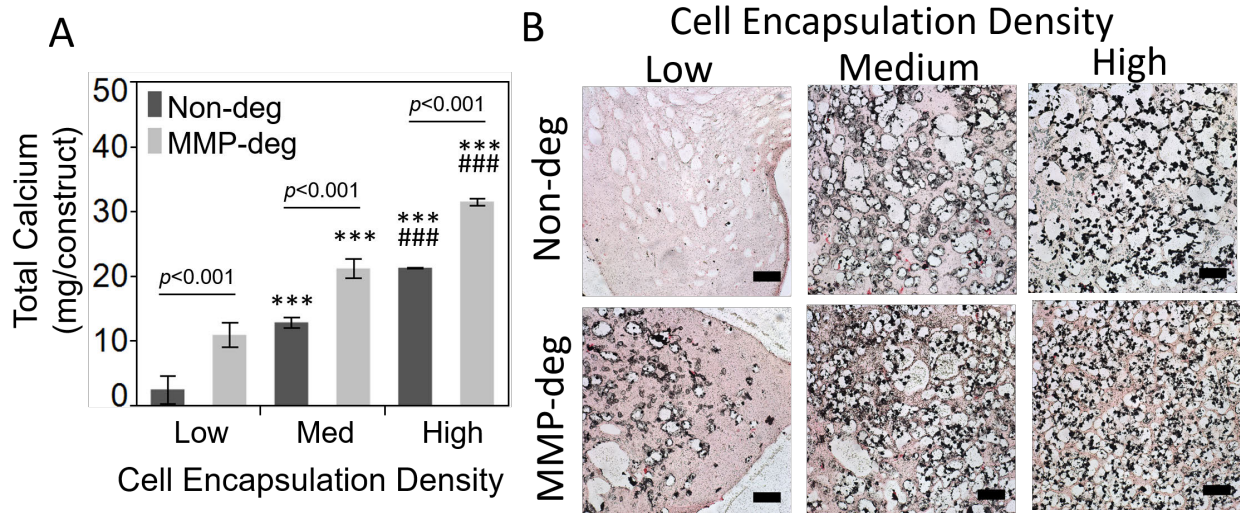 A
50
40
30
20
10
0
Total Calcium
(mg/construct)
Non-deg
MMP-deg
p<0.001
p<0.001
p<0.001
***
***
***
###
***
###
Low
Med
High
Cell Encapsulation Density
B
Cell Encapsulation Density
Low
Medium
High
Non-deg
MMP-deg